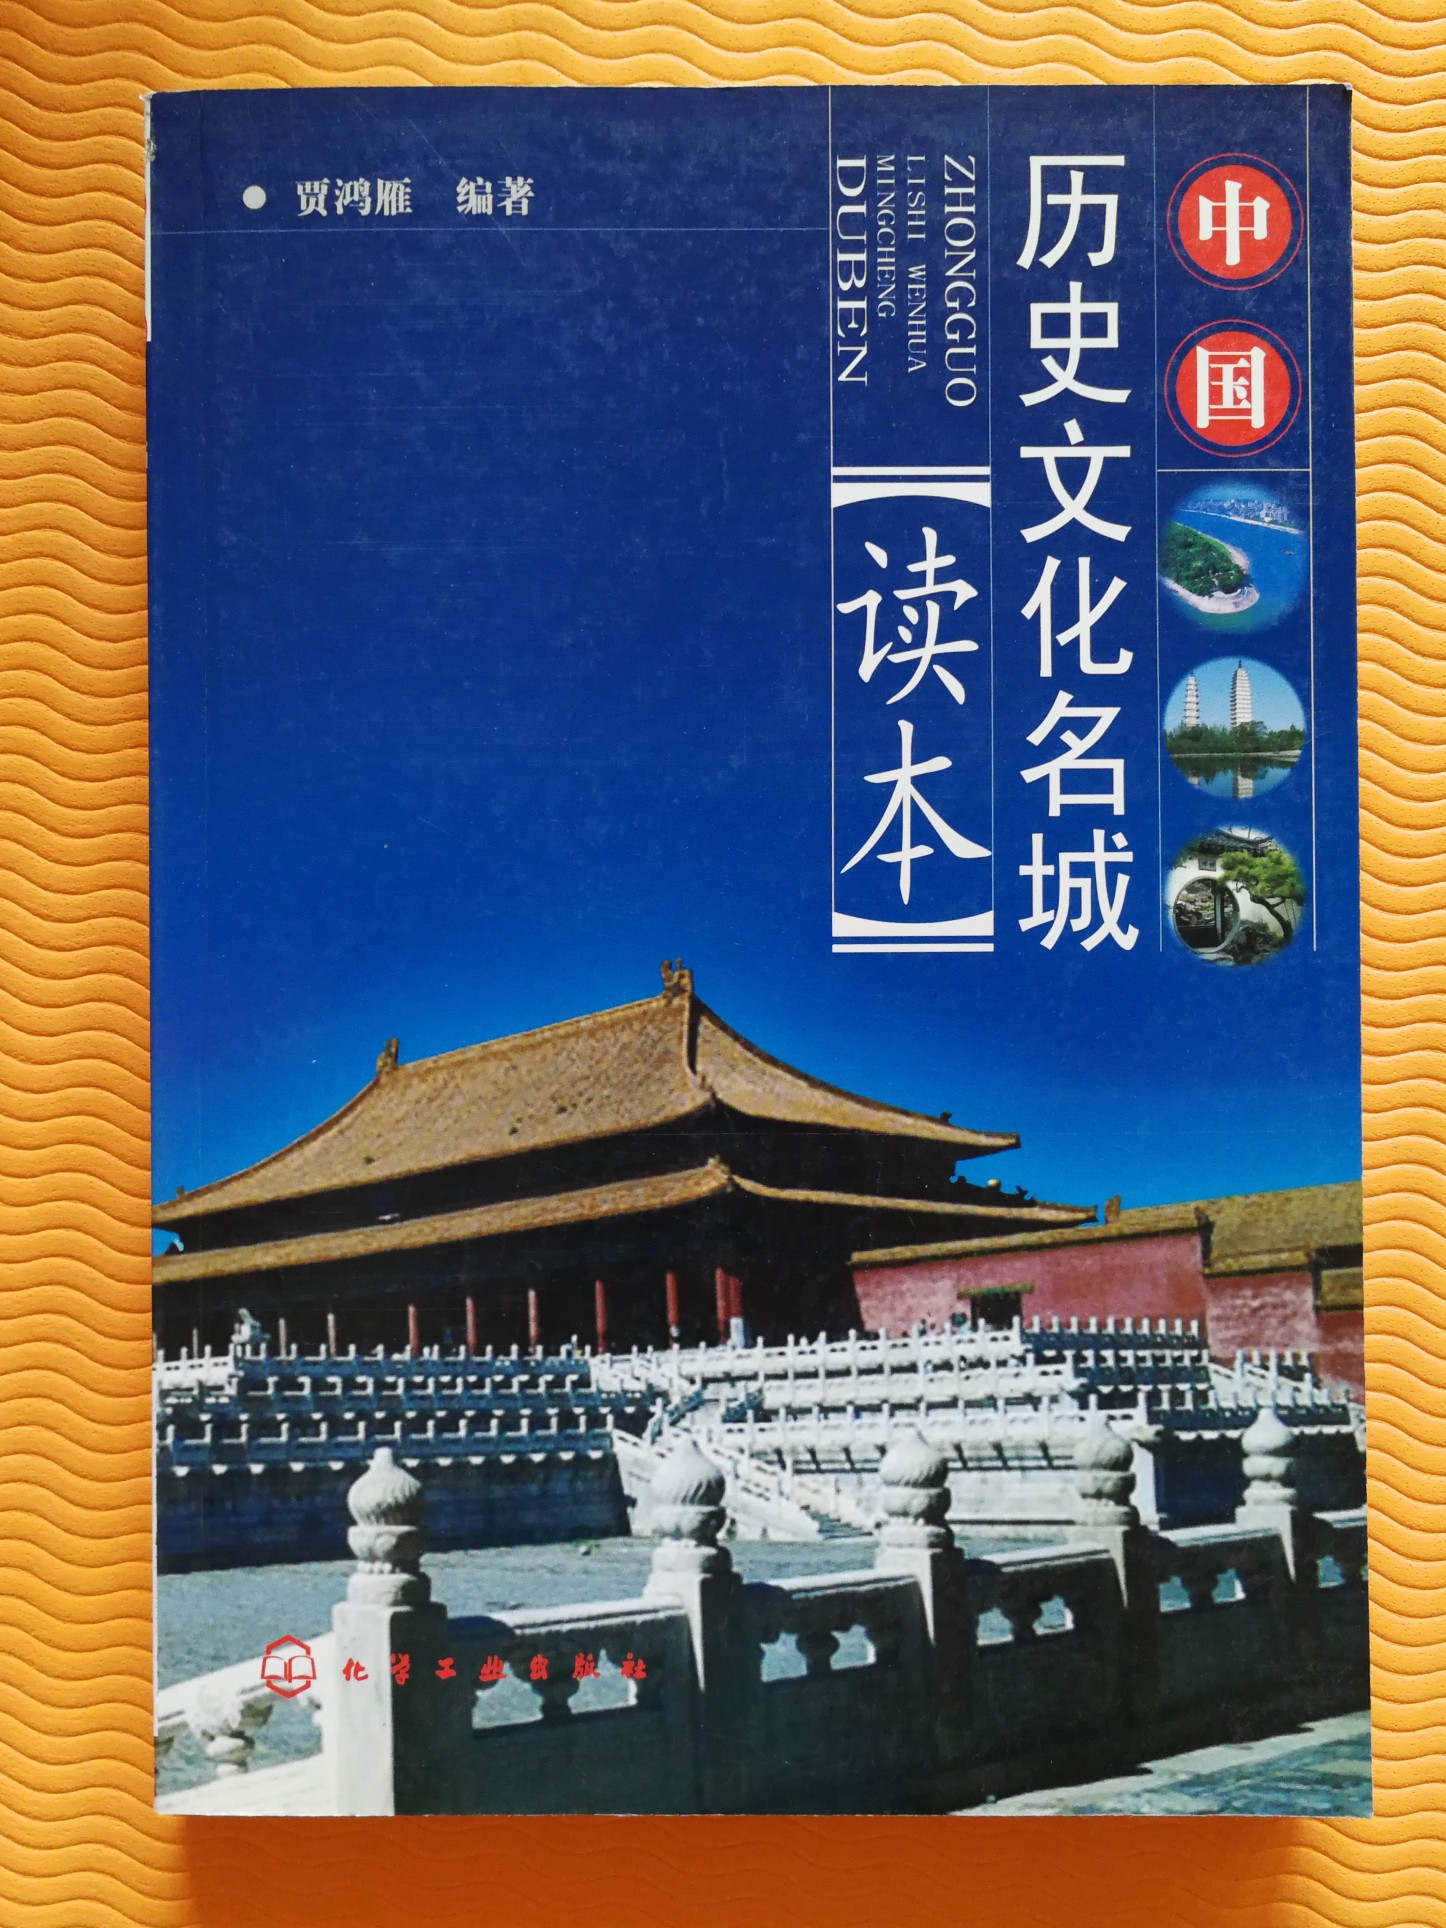 中国
历史文化名城
【读本】
ZHONGGUO
LISHI WENHUA
MINGCHENG
DUBEN
贾鸿雁 编著
化学工业出版社